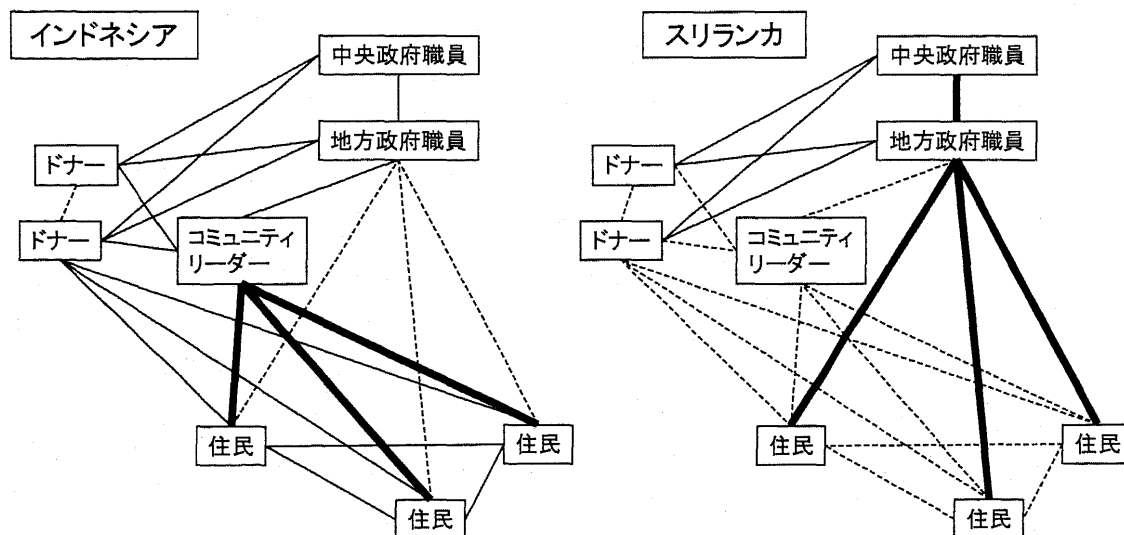 インドネシア
中央政府職員
地方政府職員
ドナー
ドナー
コミュニティ
リーダー
住民
住民
住民
スリランカ
中央政府職員
地方政府職員
ドナー
ドナー
コミュニティ
リーダー
住民
住民
住民